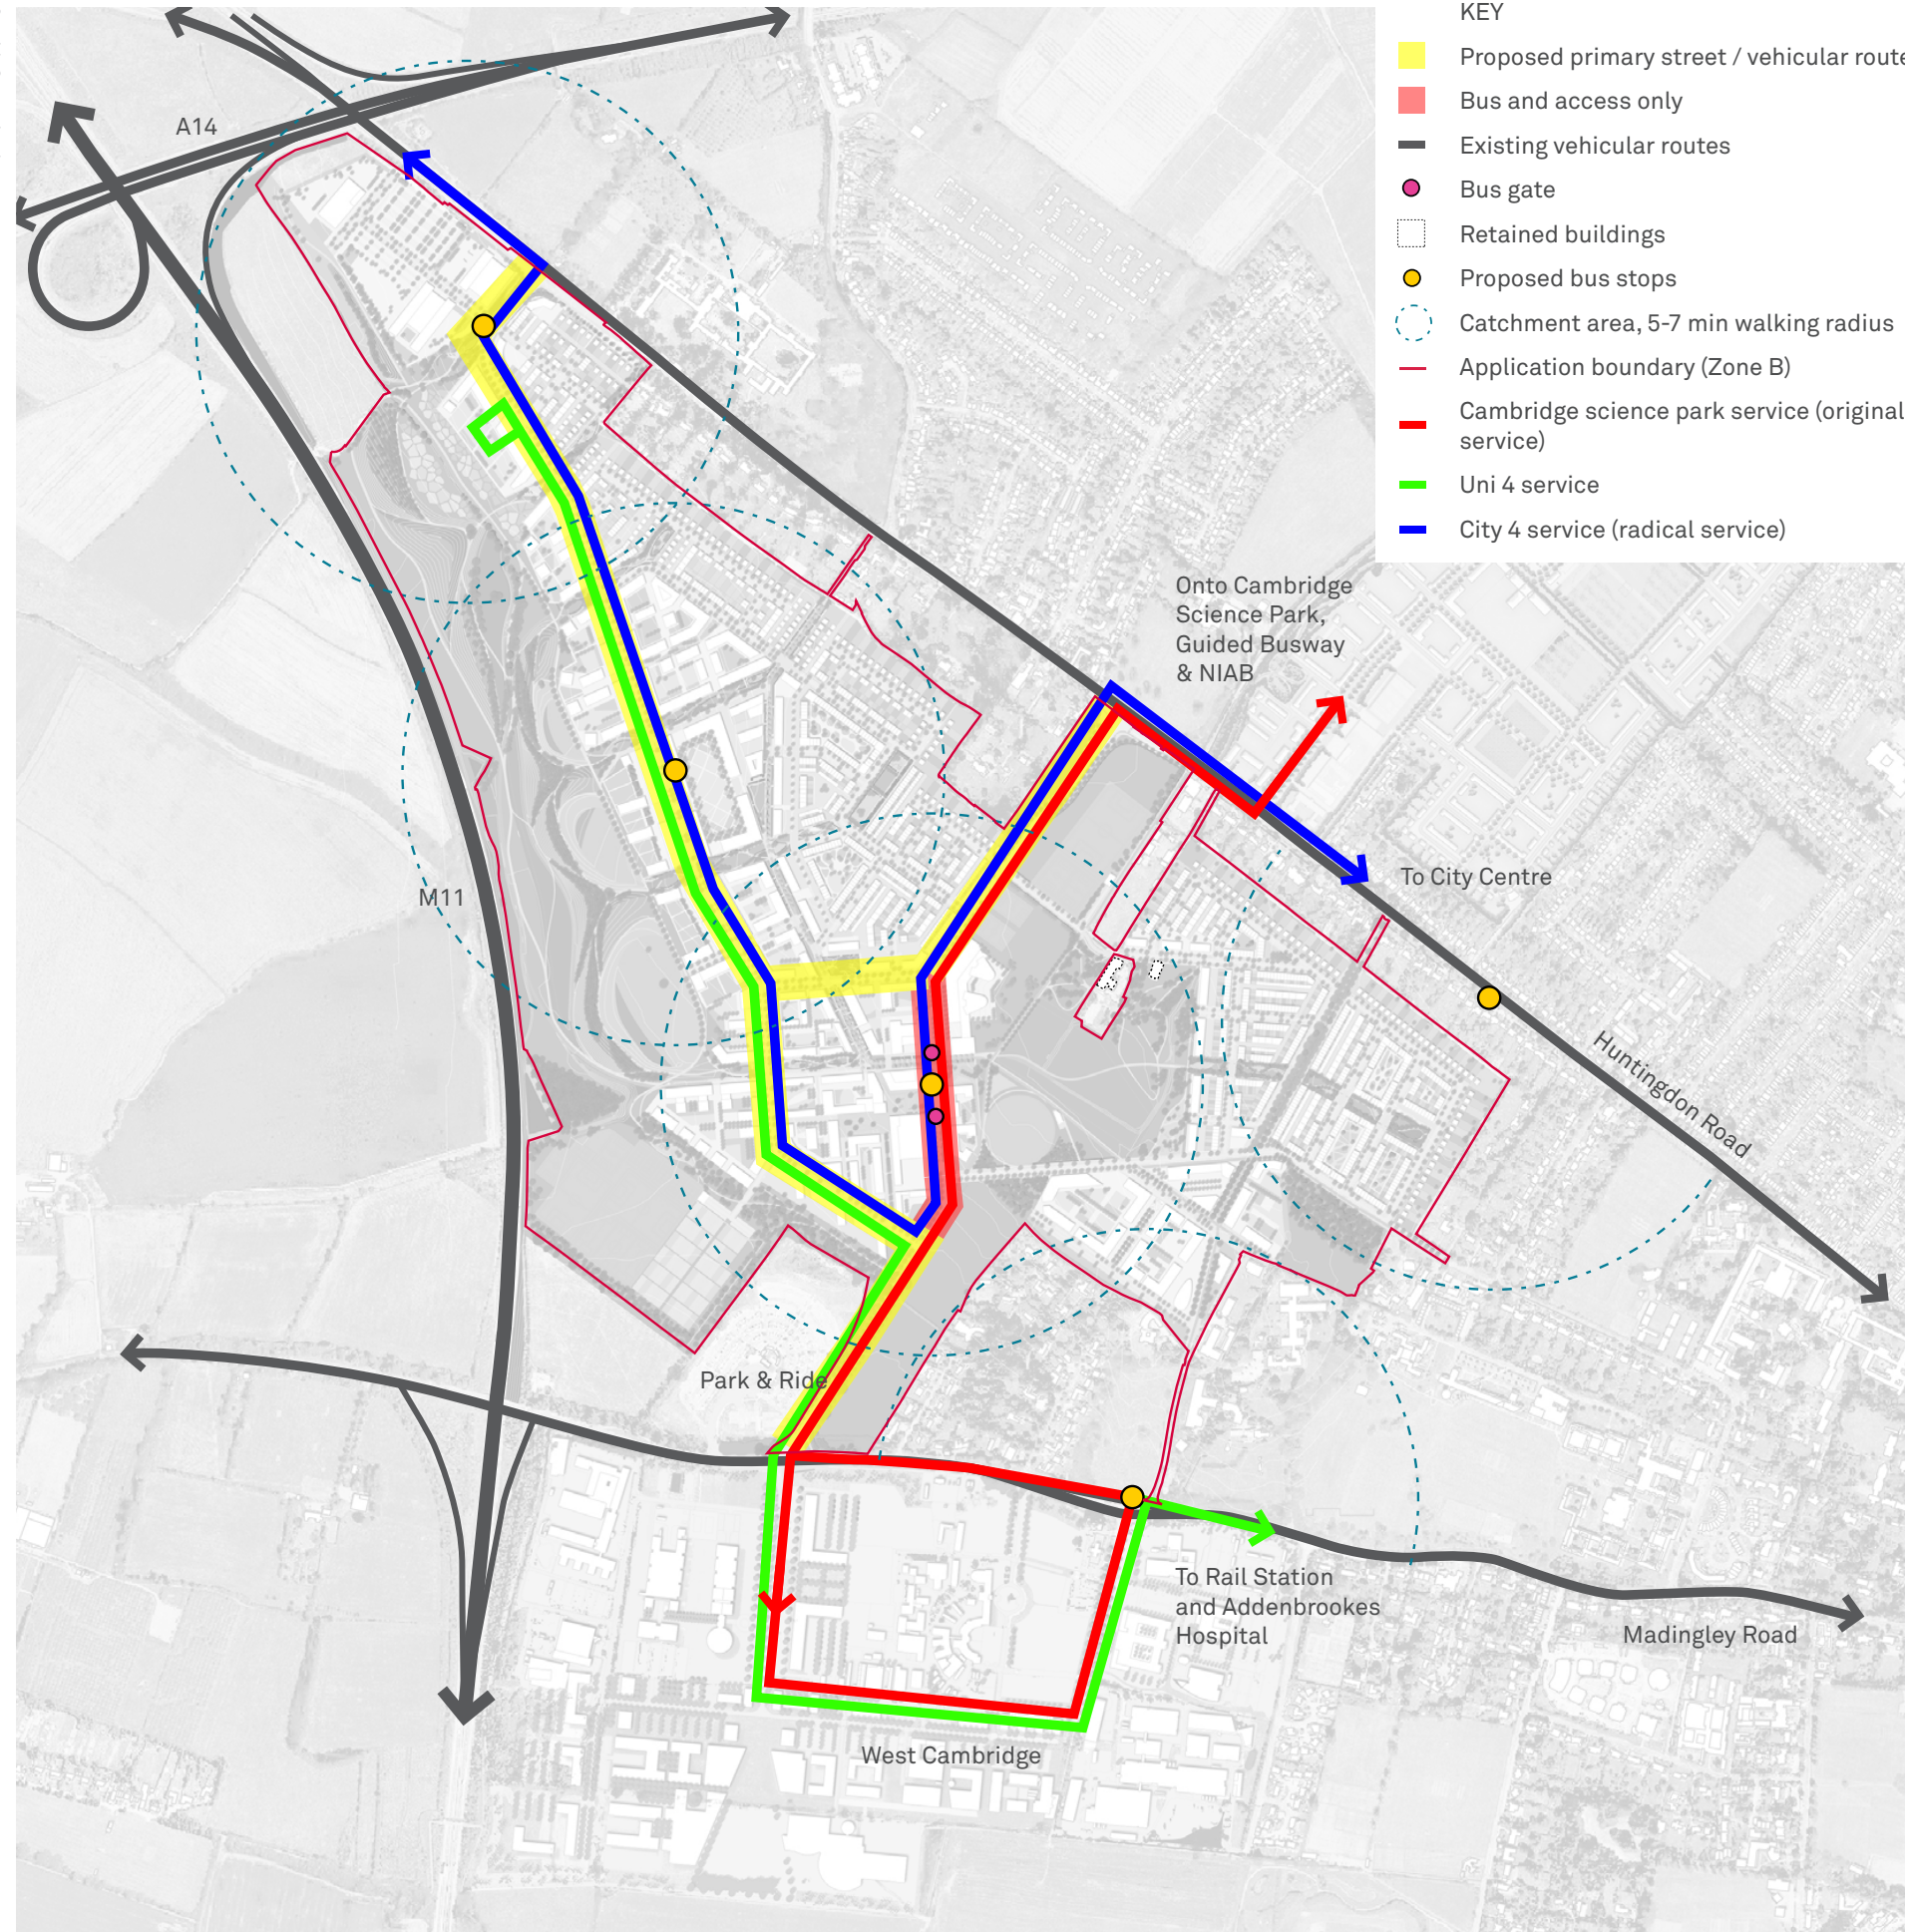 KEY
Proposed primary street / vehicular route
Bus and access only
Existing vehicular routes
Bus gate
Retained buildings
Proposed bus stops
Catchment area, 5-7 min walking radius
Application boundary (Zone B)
Cambridge science park service (original
service)
Uni 4 service
City 4 service (radical service)
A14
Onto Cambridge
Science Park,
Guided Busway
& NIAB
To City Centre
M11
Huntingdon Road
Park & Ride
To Rail Station
and Addenbrookes
Hospital
Madingley Road
West Cambridge